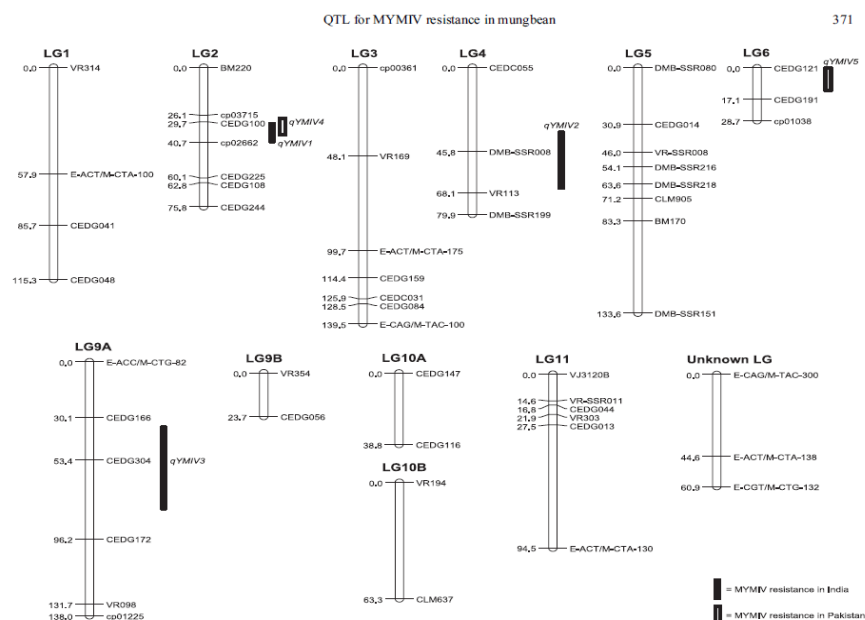 QTL for MYMIV resistance in mungbean 371
LG1
0.0 VR314
57.9 E-ACT/M-CTA-100
85.7 CEDG041
115.3 CEDG048
LG2
0.0 BM220
26.1 cp03715
29.7 CEDG100
40.7 cp02662
60.1 CEDG225
62.8 CEDG108
75.8 CEDG244
qYMIV4
qYMIV1
LG3
0.0 cp00361
48.1 VR169
99.7 E-ACT/M-CTA-175
114.4 CEDG159
125.9 CEDC031
128.5 CEDG084
139.5 E-CAG/M-TAC-100
LG4
0.0 CEDC055
45.8 DMB-SSR008
68.1 VR113
79.9 DMB-SSR199
qYMIV2
LG5
0.0 DMB-SSR080
30.9 CEDG014
46.0 VR-SSR008
54.1 DMB-SSR216
63.6 DMB-SSR218
71.2 CLM905
83.3 BM170
133.6 DMB-SSR151
LG6
0.0 CEDG121
17.1 CEDG191
28.7 cp01038
qYMIV5
LG9A
0.0 E-ACC/M-CTG-82
30.1 CEDG166
53.4 CEDG304
96.2 CEDG172
131.7 VR098
138.0 cp01225
qYMIV3
LG9B
0.0 VR354
23.7 CEDG056
LG10A
0.0 CEDG147
38.8 CEDG116
LG10B
0.0 VR194
63.3 CLM637
LG11
0.0 VJ3120B
14.6 VR-SSR011
16.8 CEDG044
21.9 VR303
27.5 CEDG013
94.5 E-ACT/M-CTA-130
Unknown LG
0.0 E-CAG/M-TAC-300
44.6 E-ACT/M-CTA-138
60.9 E-CGT/M-CTG-132
= MYMIV resistance in India
= MYMIV resistance in Pakistan